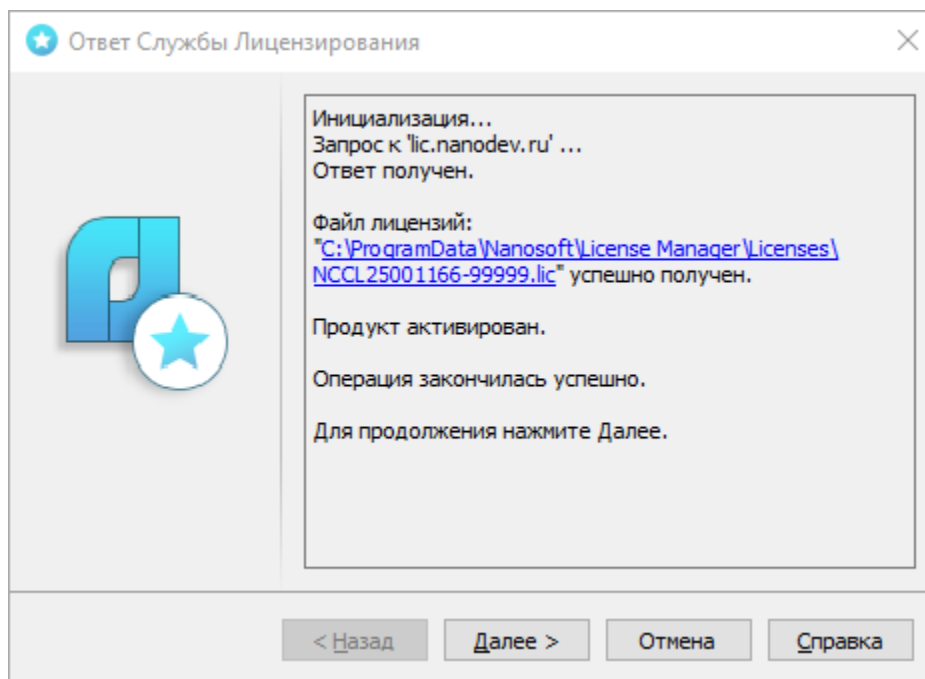 Ответ Службы Лицензирования
Инициализация...
Запрос к 'lic.nanodev.ru' ...
Ответ получен.
Файл лицензий:
"C:\ProgramData\Nanosoft\License Manager\Licenses\
NCCL25001166-99999.lic" успешно получен.
Продукт активирован.
Операция закончилась успешно.
Для продолжения нажмите Далее.
< Назад
Далее >
Отмена
Справка